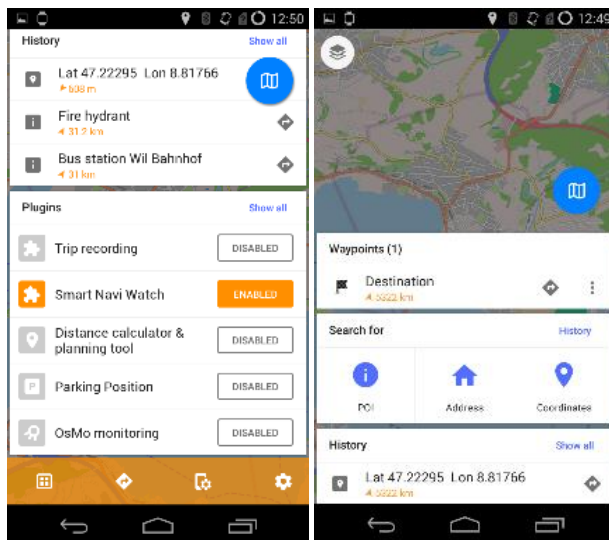 12:50
History Show all
Lat 47.22295 Lon 8.81766
608 m
Fire hydrant
31.2 km
Bus station Wil Bahnhof
31 km
Plugins Show all
Trip recording DISABLED
Smart Navi Watch ENABLED
Distance calculator &
planning tool DISABLED
P Parking Position DISABLED
OsMo monitoring DISABLED
12:49
Waypoints (1)
Destination
5322 km
Search for History
POI Address Coordinates
History Show all
Lat 47.22295 Lon 8.81766
5322 km